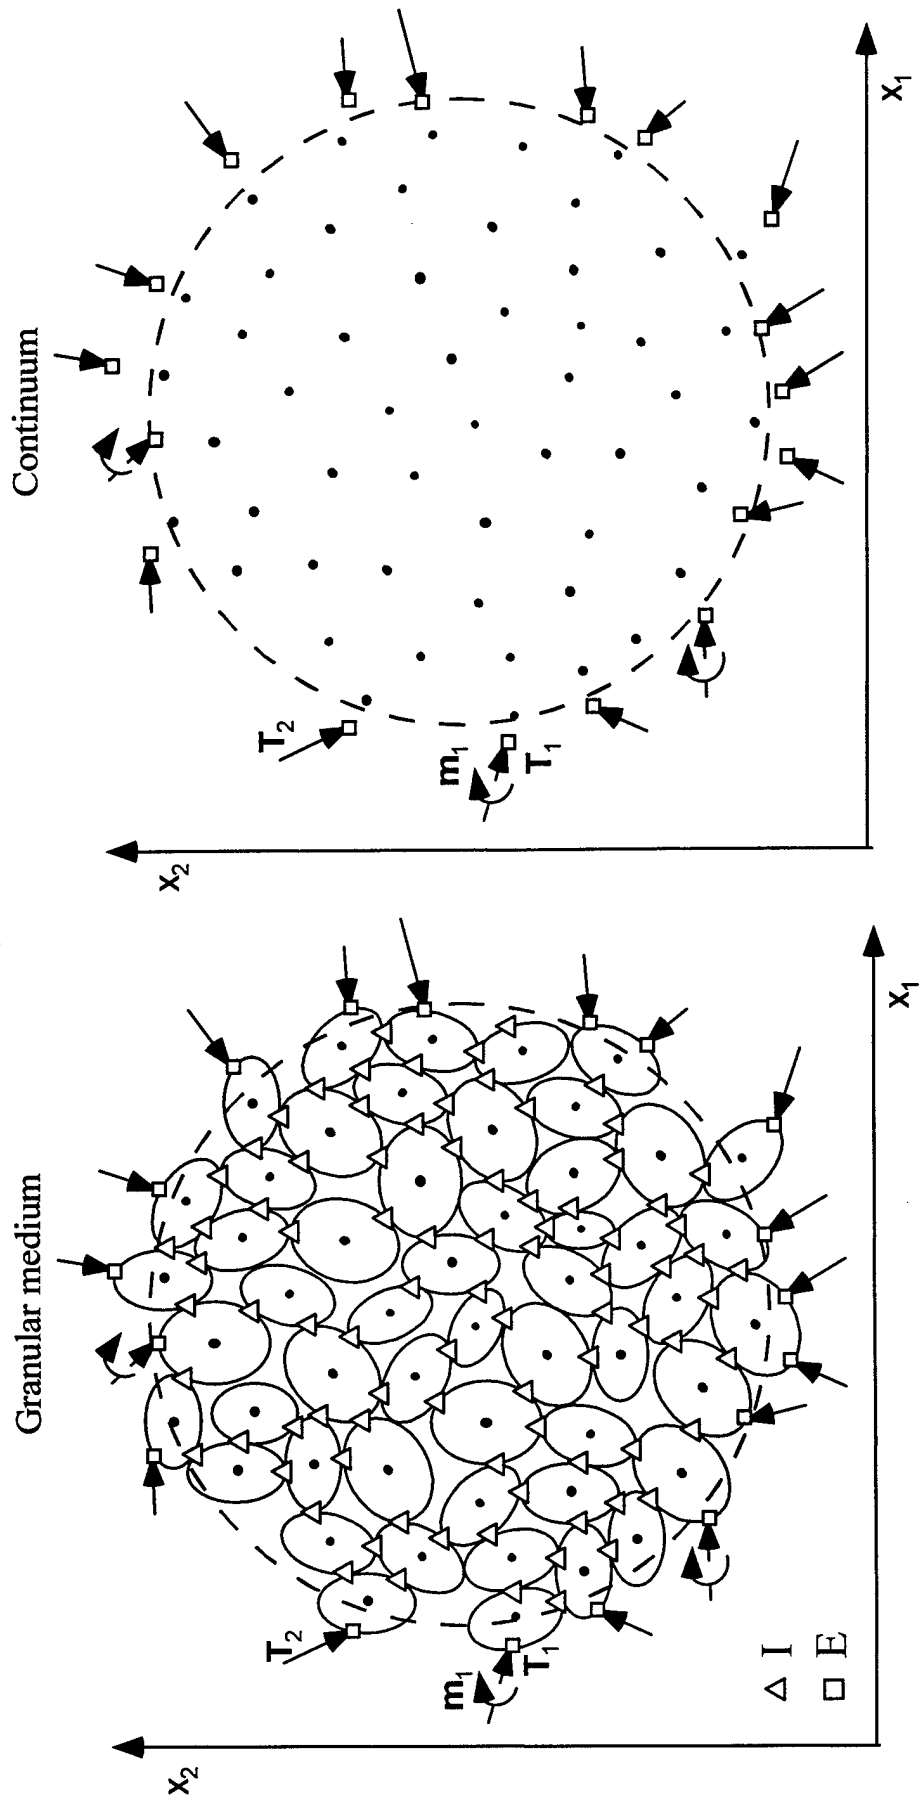 Granular medium
x₂
T₂
m₁
T₁
△ I
□ E
x₁
Continuum
x₂
T₂
m₁
T₁
x₁